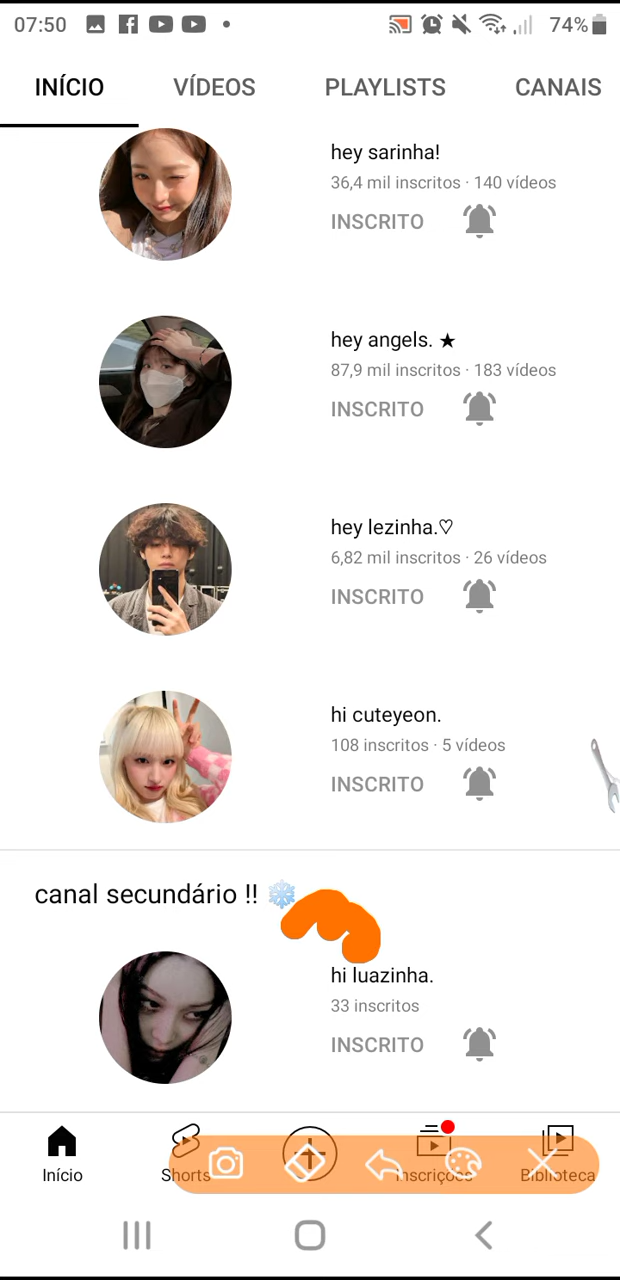 07:50
74%
INÍCIO VÍDEOS PLAYLISTS CANAIS
hey sarinha!
36,4 mil inscritos · 140 vídeos
INSCRITO
hey angels. ★
87,9 mil inscritos · 183 vídeos
INSCRITO
hey lezinha.♡
6,82 mil inscritos · 26 vídeos
INSCRITO
hi cuteyeon.
108 inscritos · 5 vídeos
INSCRITO
canal secundário !! ❄️
hi luazinha.
33 inscritos
INSCRITO
Início Shorts Inscrições Biblioteca